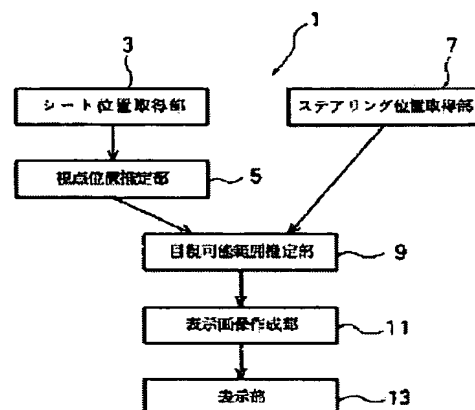 1
3
7
シート位置取得部
ステアリング位置取得部
視点位置推定部
5
目視可能範囲推定部
9
表示画像作成部
11
表示部
13